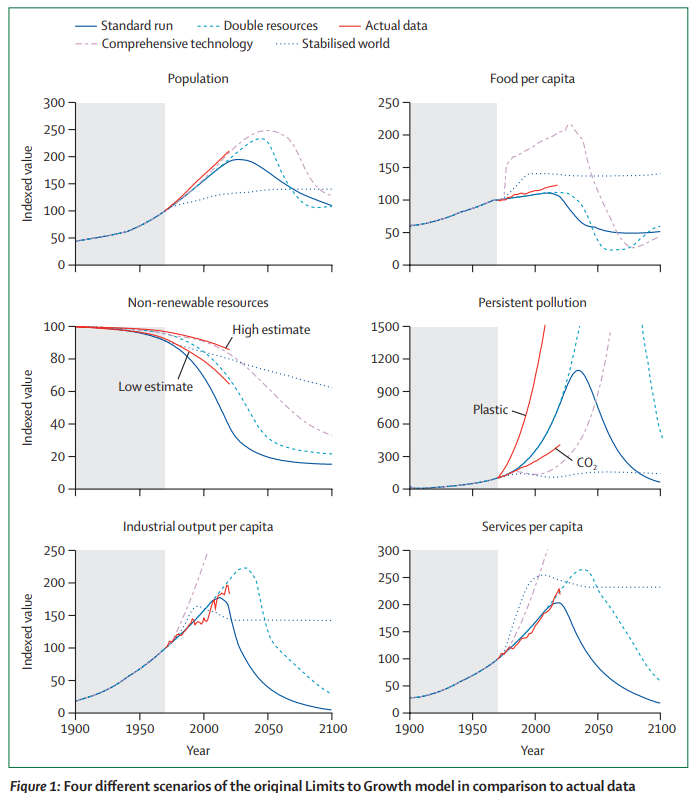 Standard run
Double resources
Actual data
Comprehensive technology
Stabilised world
Population
Indexed value
300
250
200
150
100
50
0
Food per capita
250
200
150
100
50
0
Non-renewable resources
Indexed value
100
80
60
40
20
0
High estimate
Low estimate
Persistent pollution
1500
1200
900
600
300
0
Plastic
CO₂
Industrial output per capita
Indexed value
250
200
150
100
50
0
1900 1950 2000 2050 2100
Year
Services per capita
300
250
200
150
100
50
0
1900 1950 2000 2050 2100
Year
Figure 1: Four different scenarios of the original Limits to Growth model in comparison to actual data